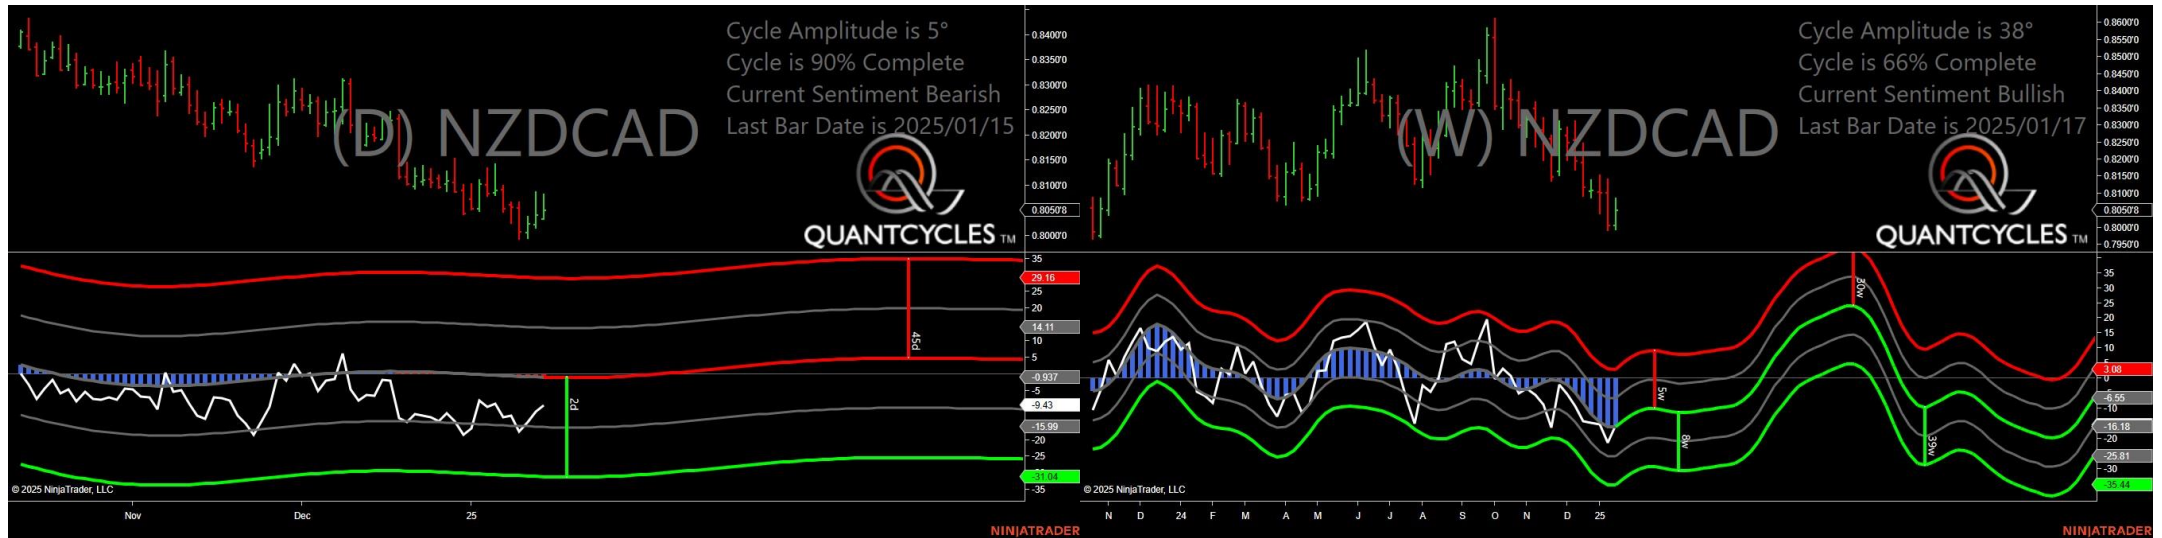 Cycle Amplitude is 5°
Cycle is 90% Complete
Current Sentiment Bearish
Last Bar Date is 2025/01/15
(D) NZDCAD
QUANTCYCLES TM
0.8400'0
0.8350'0
0.8300'0
0.8250'0
0.8200'0
0.8150'0
0.8100'0
0.8050'8
0.8000'0
35
29.16
25
20
14.11
10
5
-0.937
-5
-9.43
-15.99
-20
-25
-31.04
-35
45d
2d
© 2025 NinjaTrader, LLC
Nov Dec 25
NINJATRADER
Cycle Amplitude is 38°
Cycle is 66% Complete
Current Sentiment Bullish
Last Bar Date is 2025/01/17
(W) NZDCAD
QUANTCYCLES TM
0.8600'0
0.8550'0
0.8500'0
0.8450'0
0.8400'0
0.8350'0
0.8300'0
0.8250'0
0.8200'0
0.8150'0
0.8100'0
0.8050'8
0.8000'0
0.7950'0
35
30
25
20
15
10
5
3.08
0
-6.55
-10
-16.18
-20
-25.81
-30
-35.44
30w
5w
8w
39w
© 2025 NinjaTrader, LLC
N D 24 F M A M J J A S O N D 25
NINJATRADER